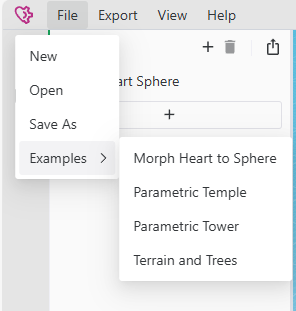 File Export View Help
New
Open
art Sphere
Save As
Examples
Morph Heart to Sphere
Parametric Temple
Parametric Tower
Terrain and Trees